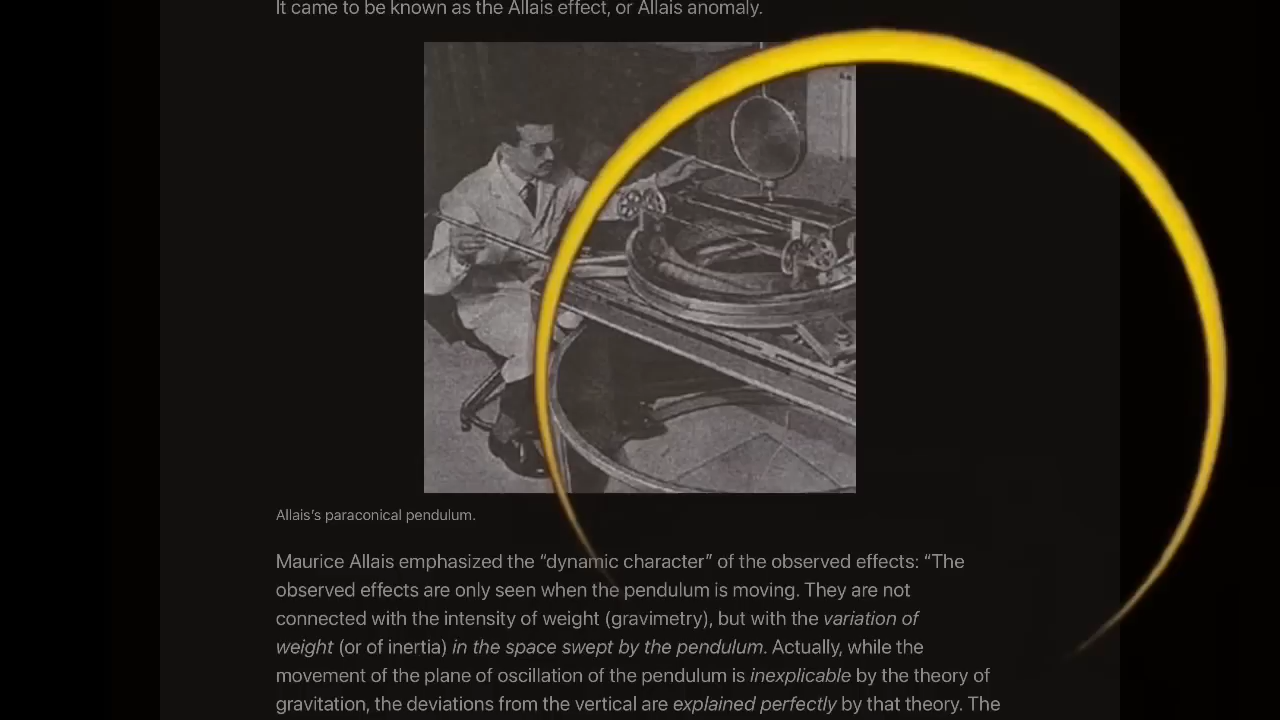 It came to be known as the Allais effect, or Allais anomaly.
Allais's paraconical pendulum.
Maurice Allais emphasized the “dynamic character” of the observed effects: “The
observed effects are only seen when the pendulum is moving. They are not
connected with the intensity of weight (gravimetry), but with the variation of
weight (or of inertia) in the space swept by the pendulum. Actually, while the
movement of the plane of oscillation of the pendulum is inexplicable by the theory of
gravitation, the deviations from the vertical are explained perfectly by that theory. The